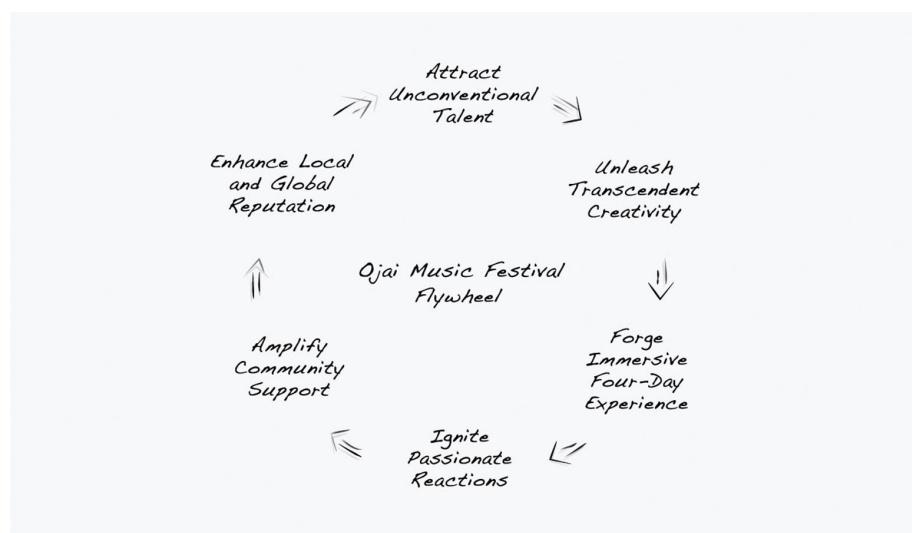 Attract
Unconventional
Talent
Unleash
Transcendent
Creativity
Forge
Immersive
Four-Day
Experience
Ignite
Passionate
Reactions
Amplify
Community
Support
Enhance Local
and Global
Reputation
Ojai Music Festival
Flywheel